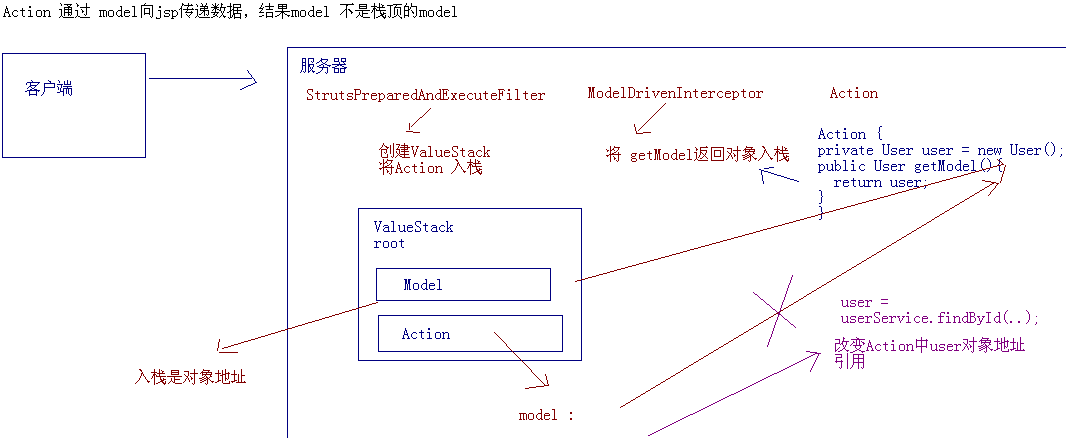 Action 通过 model向jsp传递数据，结果model 不是栈顶的model
客户端
服务器
StrutsPreparedAndExecuteFilter
创建ValueStack
将Action 入栈
ModelDrivenInterceptor
将 getModel返回对象入栈
Action
Action {
private User user = new User();
public User getModel(){
return user;
}
}
ValueStack
root
Model
Action
入栈是对象地址
model :
user =
userService.findById(..);
改变Action中user对象地址
引用